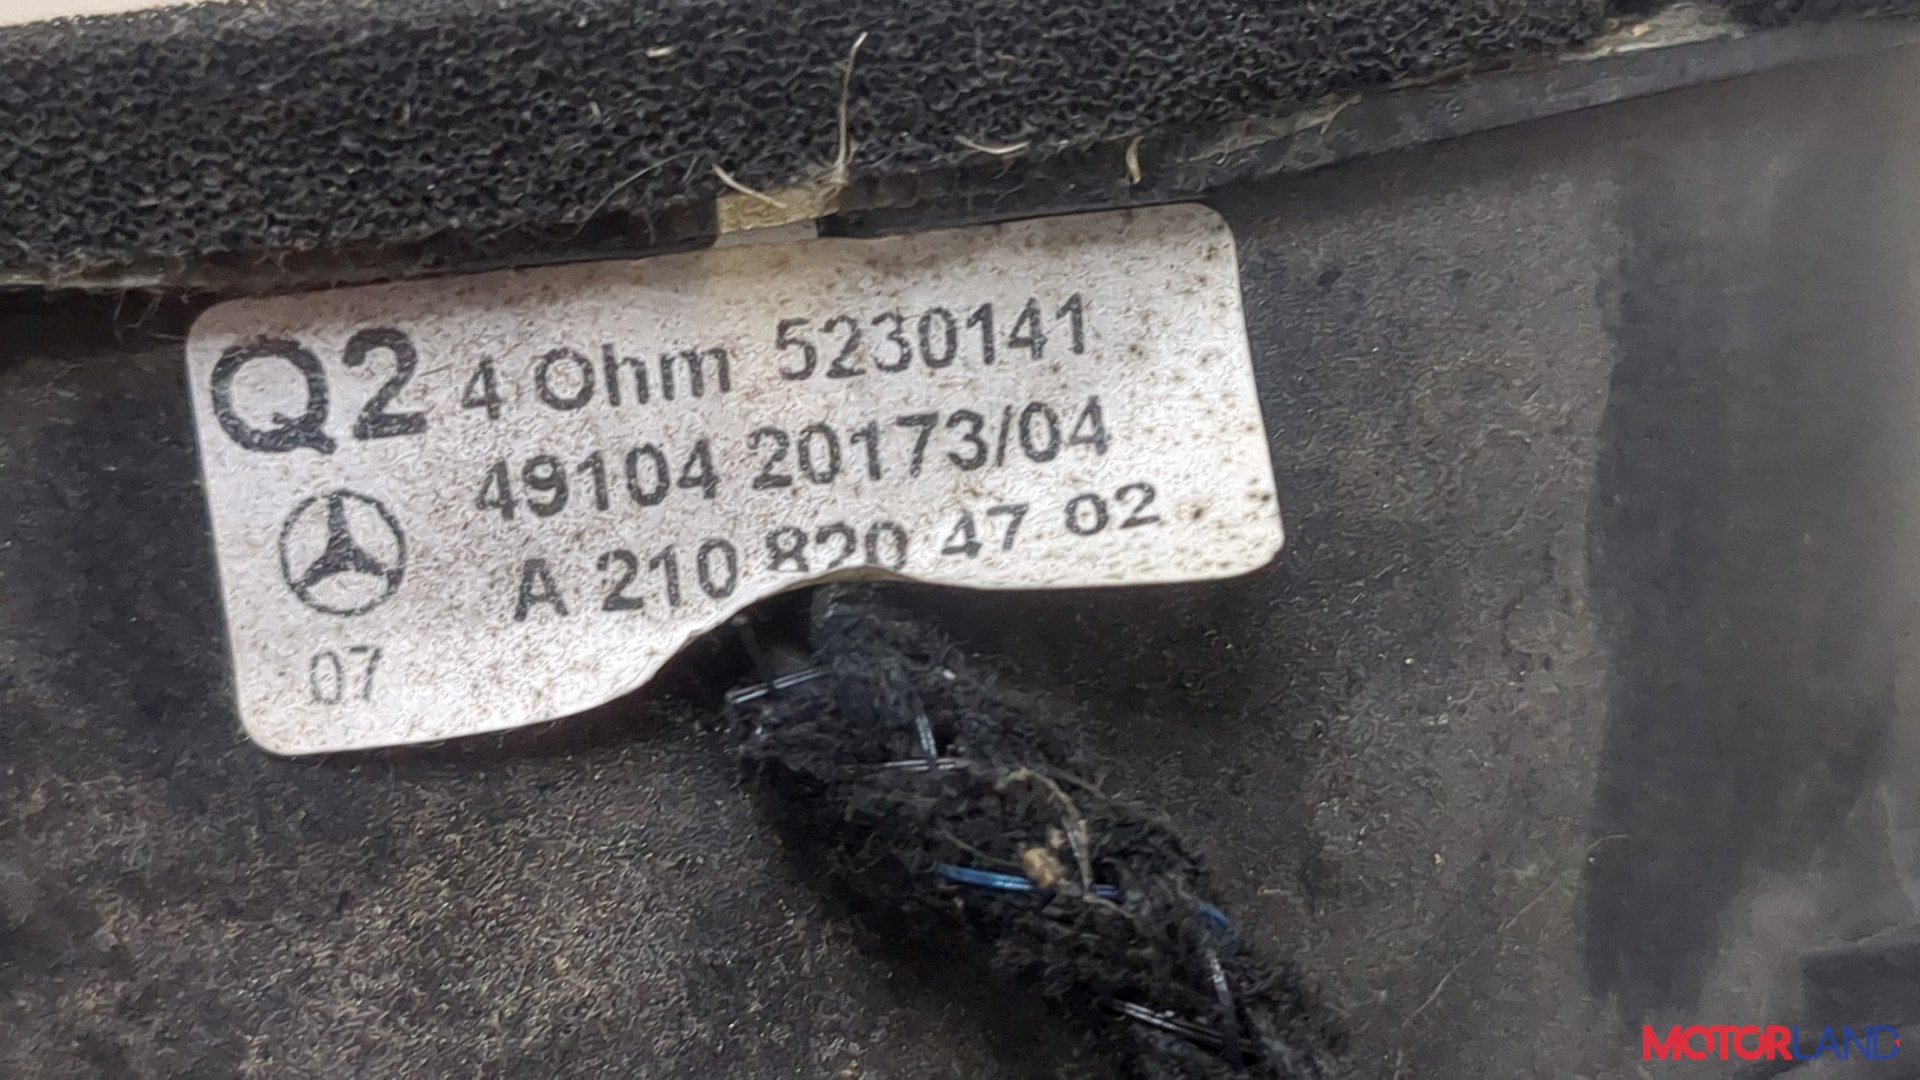 Q2 4 Ohm 5230141
49104 20173/04
A 210 820 47 02
07
MOTORLAND